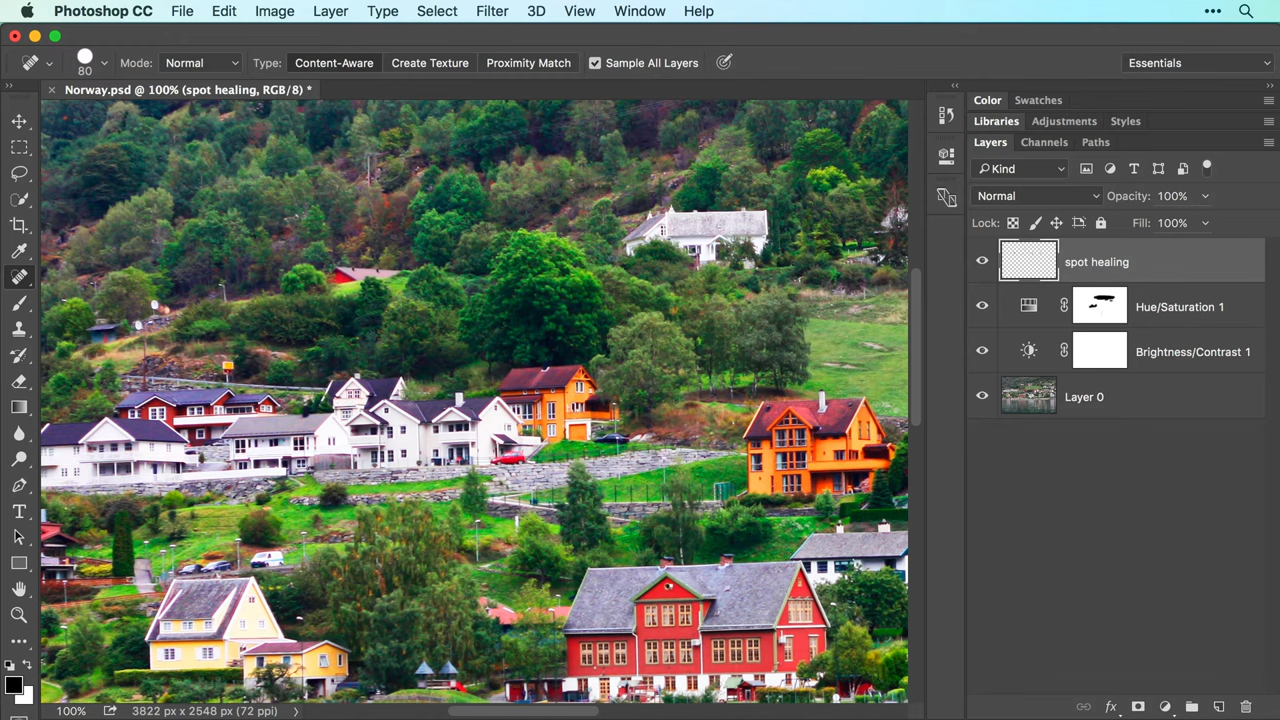 Photoshop CC File Edit Image Layer Type Select Filter 3D View Window Help
80 Mode: Normal Type: Content-Aware Create Texture Proximity Match Sample All Layers Essentials
× Norway.psd @ 100% (spot healing, RGB/8) *
Color Swatches
Libraries Adjustments Styles
Layers Channels Paths
Kind
Normal Opacity: 100%
Lock: Fill: 100%
spot healing
Hue/Saturation 1
Brightness/Contrast 1
Layer 0
100% 3822 px x 2548 px (72 ppi)